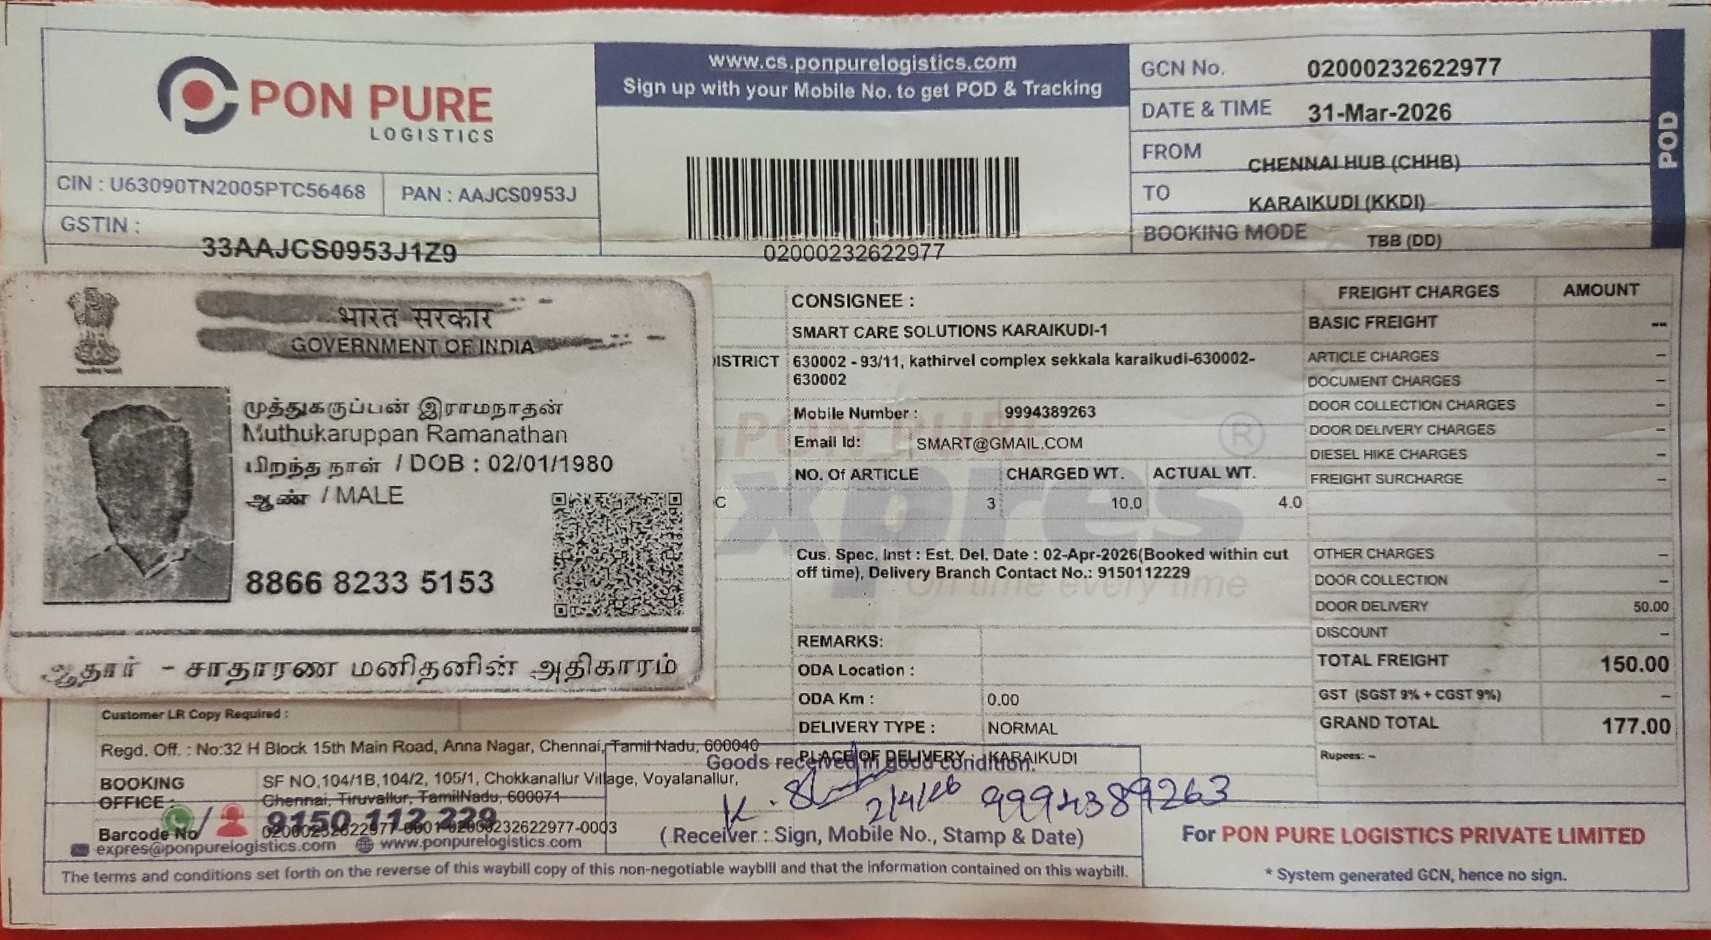 PON PURE
LOGISTICS
CIN : U63090TN2005PTC56468
PAN : AAJCS0953J
GSTIN :
33AAJCS0953J1Z9
www.cs.ponpurelogistics.com
Sign up with your Mobile No. to get POD & Tracking
02000232622977
GCN No. 02000232622977
DATE & TIME 31-Mar-2026
FROM CHENNAI HUB (CHHB)
TO KARAIKUDI (KKDI)
BOOKING MODE TBB (DD)
POD
भारत सरकार
GOVERNMENT OF INDIA
முத்துகருப்பன் இராமநாதன்
Muthukaruppan Ramanathan
பிறந்த நாள் / DOB : 02/01/1980
ஆண் / MALE
8866 8233 5153
ஆதார் - சாதாரண மனிதனின் அதிகாரம்
CONSIGNEE :
SMART CARE SOLUTIONS KARAIKUDI-1
ISTRICT
630002 - 93/11, kathirvel complex sekkala karaikudi-630002-
630002
Mobile Number : 9994389263
Email Id: SMART@GMAIL.COM
NO. Of ARTICLE CHARGED WT. ACTUAL WT.
C 3 10.0 4.0
PON PURE
xpres ®
On time every time
Cus. Spec. Inst : Est. Del. Date : 02-Apr-2026(Booked within cut
off time), Delivery Branch Contact No.: 9150112229
REMARKS:
ODA Location :
ODA Km : 0.00
DELIVERY TYPE : NORMAL
PLACE OF DELIVERY : KARAIKUDI
FREIGHT CHARGES AMOUNT
BASIC FREIGHT --
ARTICLE CHARGES -
DOCUMENT CHARGES -
DOOR COLLECTION CHARGES -
DOOR DELIVERY CHARGES -
DIESEL HIKE CHARGES -
FREIGHT SURCHARGE -
OTHER CHARGES -
DOOR COLLECTION -
DOOR DELIVERY 50.00
DISCOUNT -
TOTAL FREIGHT 150.00
GST (SGST 9% + CGST 9%) -
GRAND TOTAL 177.00
Rupees: -
Customer LR Copy Required :
Regd. Off. : No:32 H Block 15th Main Road, Anna Nagar, Chennai, Tamil Nadu, 600040
BOOKING
OFFICE :
SF NO,104/1B,104/2, 105/1, Chokkanallur Village, Voyalanallur,
Chennai, Tiruvallur, TamilNadu, 600071
9150 112 229
Barcode No
02000232622977-0001-02000232622977-0003
expres@ponpurelogistics.com www.ponpurelogistics.com
Goods received in good condition.
K. 2/4/26 9994389263
( Receiver : Sign, Mobile No., Stamp & Date)
For PON PURE LOGISTICS PRIVATE LIMITED
* System generated GCN, hence no sign.
The terms and conditions set forth on the reverse of this waybill copy of this non-negotiable waybill and that the information contained on this waybill.